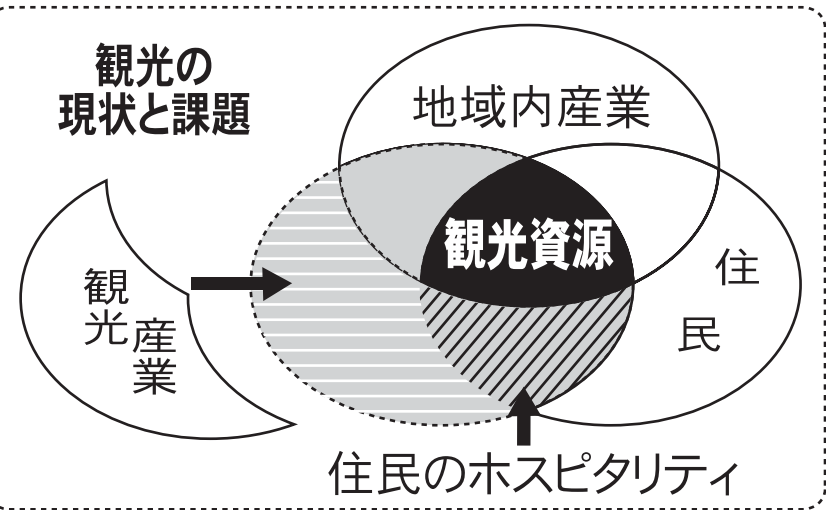 観光の
現状と課題
地域内産業
観光資源
観光
産業
住
民
住民のホスピタリティ